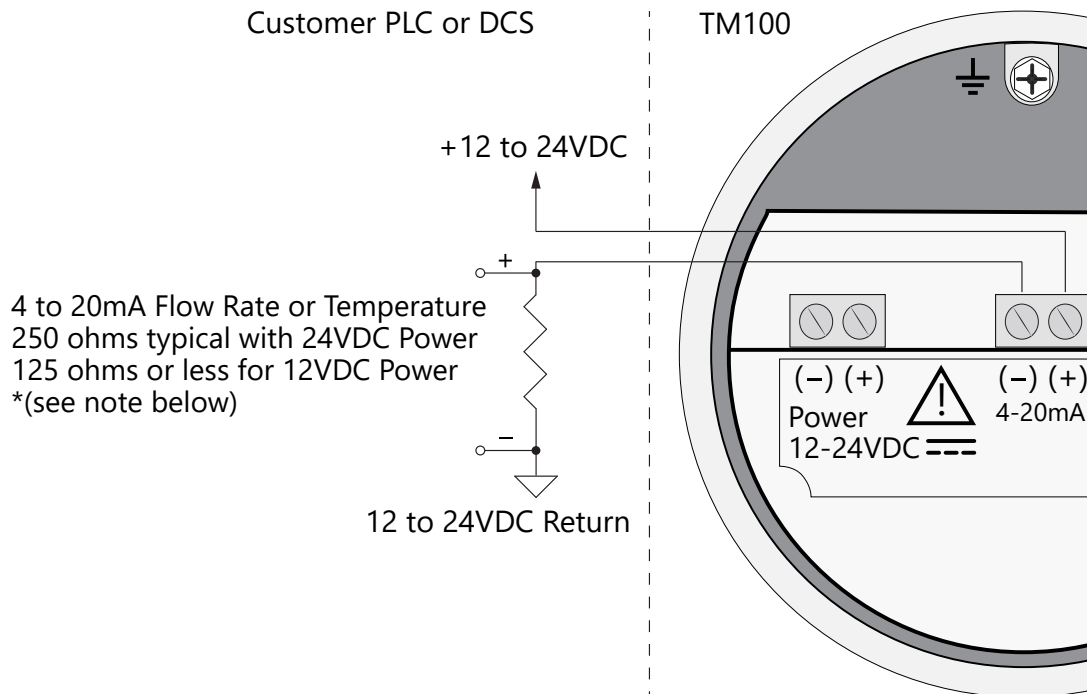 Customer PLC or DCS
TM100
+12 to 24VDC
+
4 to 20mA Flow Rate or Temperature
250 ohms typical with 24VDC Power
125 ohms or less for 12VDC Power
*(see note below)
–
12 to 24VDC Return
(–) (+)
Power
12-24VDC
!
(–) (+)
4-20mA